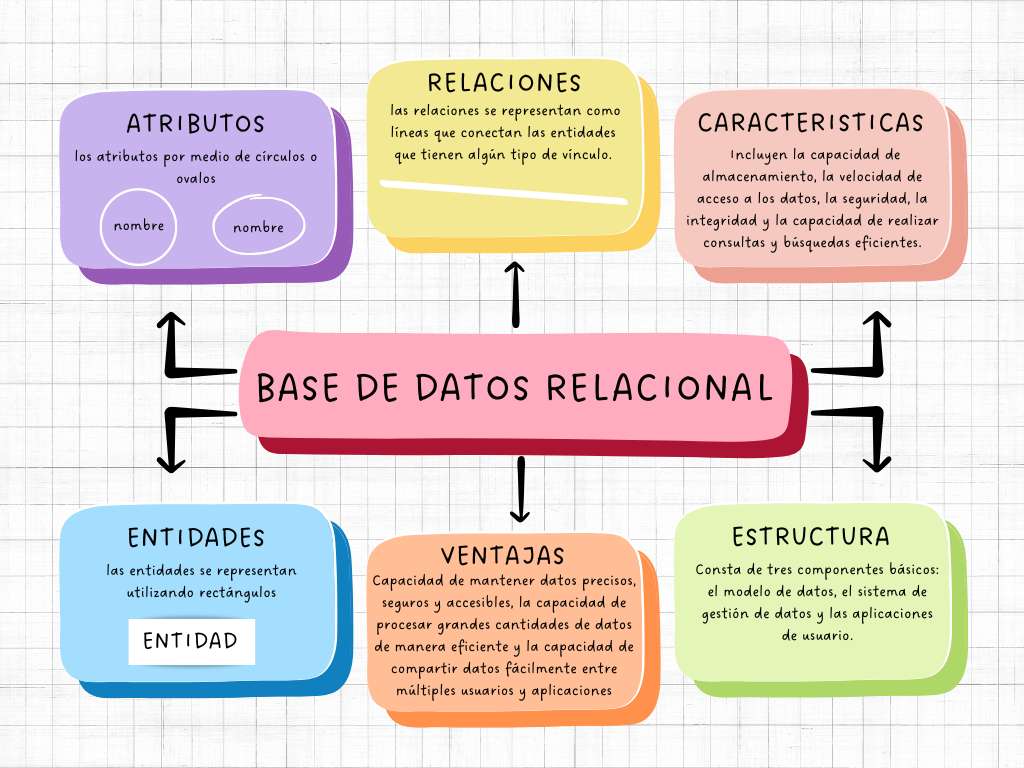 ATRIBUTOS
los atributos por medio de círculos o
ovalos
nombre
nombre
RELACIONES
las relaciones se representan como
líneas que conectan las entidades
que tienen algún tipo de vínculo.
CARACTERISTICAS
Incluyen la capacidad de
almacenamiento, la velocidad de
acceso a los datos, la seguridad, la
integridad y la capacidad de realizar
consultas y búsquedas eficientes.
BASE DE DATOS RELACIONAL
ENTIDADES
las entidades se representan
utilizando rectángulos
ENTIDAD
VENTAJAS
Capacidad de mantener datos precisos,
seguros y accesibles, la capacidad de
procesar grandes cantidades de datos
de manera eficiente y la capacidad de
compartir datos fácilmente entre
múltiples usuarios y aplicaciones
ESTRUCTURA
Consta de tres componentes básicos:
el modelo de datos, el sistema de
gestión de datos y las aplicaciones
de usuario.